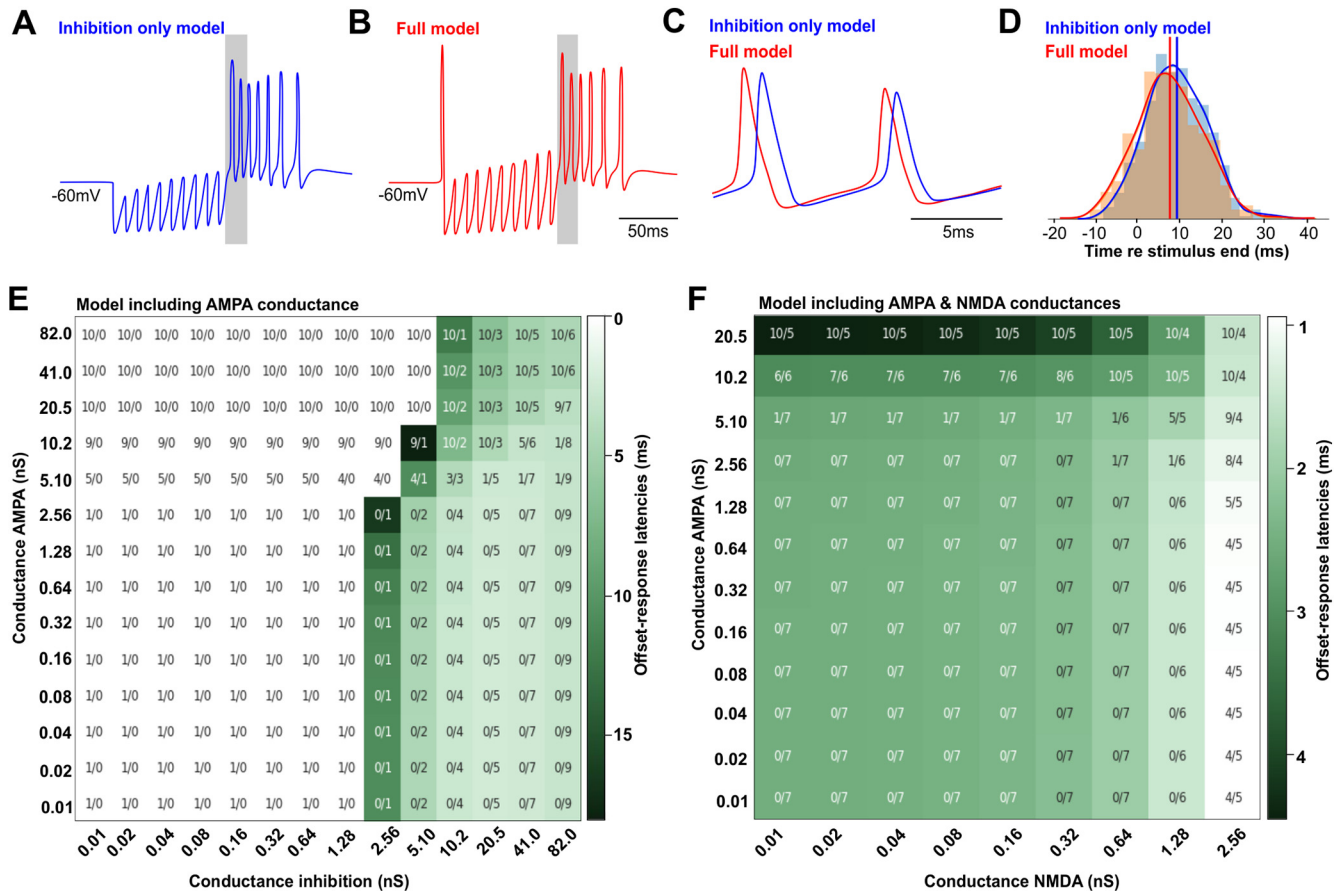 A Inhibition only model
-60mV
B Full model
-60mV
50ms
C Inhibition only model
Full model
5ms
D Inhibition only model
Full model
-20 -10 0 10 20 30 40
Time re stimulus end (ms)
E Model including AMPA conductance
Conductance AMPA (nS)
82.0 10/0 10/0 10/0 10/0 10/0 10/0 10/0 10/0 10/0 10/0 10/1 10/3 10/5 10/6
41.0 10/0 10/0 10/0 10/0 10/0 10/0 10/0 10/0 10/0 10/0 10/2 10/3 10/5 10/6
20.5 10/0 10/0 10/0 10/0 10/0 10/0 10/0 10/0 10/0 10/0 10/2 10/3 10/5 9/7
10.2 9/0 9/0 9/0 9/0 9/0 9/0 9/0 9/0 9/0 9/1 10/2 10/3 5/6 1/8
5.10 5/0 5/0 5/0 5/0 5/0 5/0 5/0 4/0 4/0 4/1 3/3 1/5 1/7 1/9
2.56 1/0 1/0 1/0 1/0 1/0 1/0 1/0 1/0 0/1 0/2 0/4 0/5 0/7 0/9
1.28 1/0 1/0 1/0 1/0 1/0 1/0 1/0 1/0 0/1 0/2 0/4 0/5 0/7 0/9
0.64 1/0 1/0 1/0 1/0 1/0 1/0 1/0 1/0 0/1 0/2 0/4 0/5 0/7 0/9
0.32 1/0 1/0 1/0 1/0 1/0 1/0 1/0 1/0 0/1 0/2 0/4 0/5 0/7 0/9
0.16 1/0 1/0 1/0 1/0 1/0 1/0 1/0 1/0 0/1 0/2 0/4 0/5 0/7 0/9
0.08 1/0 1/0 1/0 1/0 1/0 1/0 1/0 1/0 0/1 0/2 0/4 0/5 0/7 0/9
0.04 1/0 1/0 1/0 1/0 1/0 1/0 1/0 1/0 0/1 0/2 0/4 0/5 0/7 0/9
0.02 1/0 1/0 1/0 1/0 1/0 1/0 1/0 1/0 0/1 0/2 0/4 0/5 0/7 0/9
0.01 1/0 1/0 1/0 1/0 1/0 1/0 1/0 1/0 0/1 0/2 0/4 0/5 0/7 0/9
0.01 0.02 0.04 0.08 0.16 0.32 0.64 1.28 2.56 5.10 10.2 20.5 41.0 82.0
Conductance inhibition (nS)
0
5
10
15
Offset-response latencies (ms)
F Model including AMPA & NMDA conductances
Conductance AMPA (nS)
20.5 10/5 10/5 10/5 10/5 10/5 10/5 10/5 10/4 10/4
10.2 6/6 7/6 7/6 7/6 7/6 8/6 10/5 10/5 10/4
5.10 1/7 1/7 1/7 1/7 1/7 1/7 1/6 5/5 9/4
2.56 0/7 0/7 0/7 0/7 0/7 0/7 1/7 1/6 8/4
1.28 0/7 0/7 0/7 0/7 0/7 0/7 0/7 0/6 5/5
0.64 0/7 0/7 0/7 0/7 0/7 0/7 0/7 0/6 4/5
0.32 0/7 0/7 0/7 0/7 0/7 0/7 0/7 0/6 4/5
0.16 0/7 0/7 0/7 0/7 0/7 0/7 0/7 0/6 4/5
0.08 0/7 0/7 0/7 0/7 0/7 0/7 0/7 0/6 4/5
0.04 0/7 0/7 0/7 0/7 0/7 0/7 0/7 0/6 4/5
0.02 0/7 0/7 0/7 0/7 0/7 0/7 0/7 0/6 4/5
0.01 0/7 0/7 0/7 0/7 0/7 0/7 0/7 0/6 4/5
0.01 0.02 0.04 0.08 0.16 0.32 0.64 1.28 2.56
Conductance NMDA (nS)
1
2
3
4
Offset-response latencies (ms)